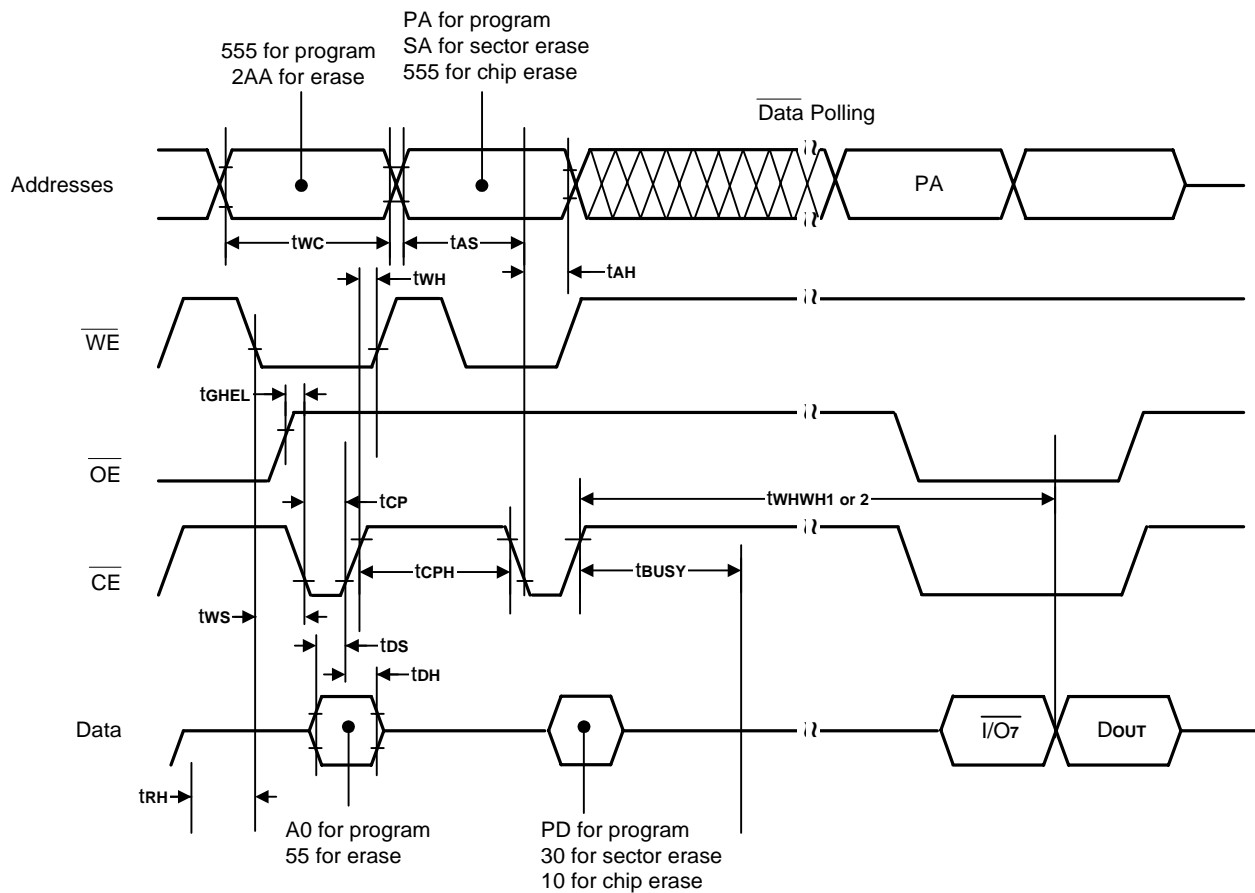 555 for program
2AA for erase
PA for program
SA for sector erase
555 for chip erase
Data Polling
Addresses
PA
tWC
tAS
tWH
tAH
WE
tGHEL
OE
tCP
tWHWH1 or 2
CE
tCPH
tBUSY
tWS
tDS
tDH
Data
I/O7
DOUT
tRH
A0 for program
55 for erase
PD for program
30 for sector erase
10 for chip erase